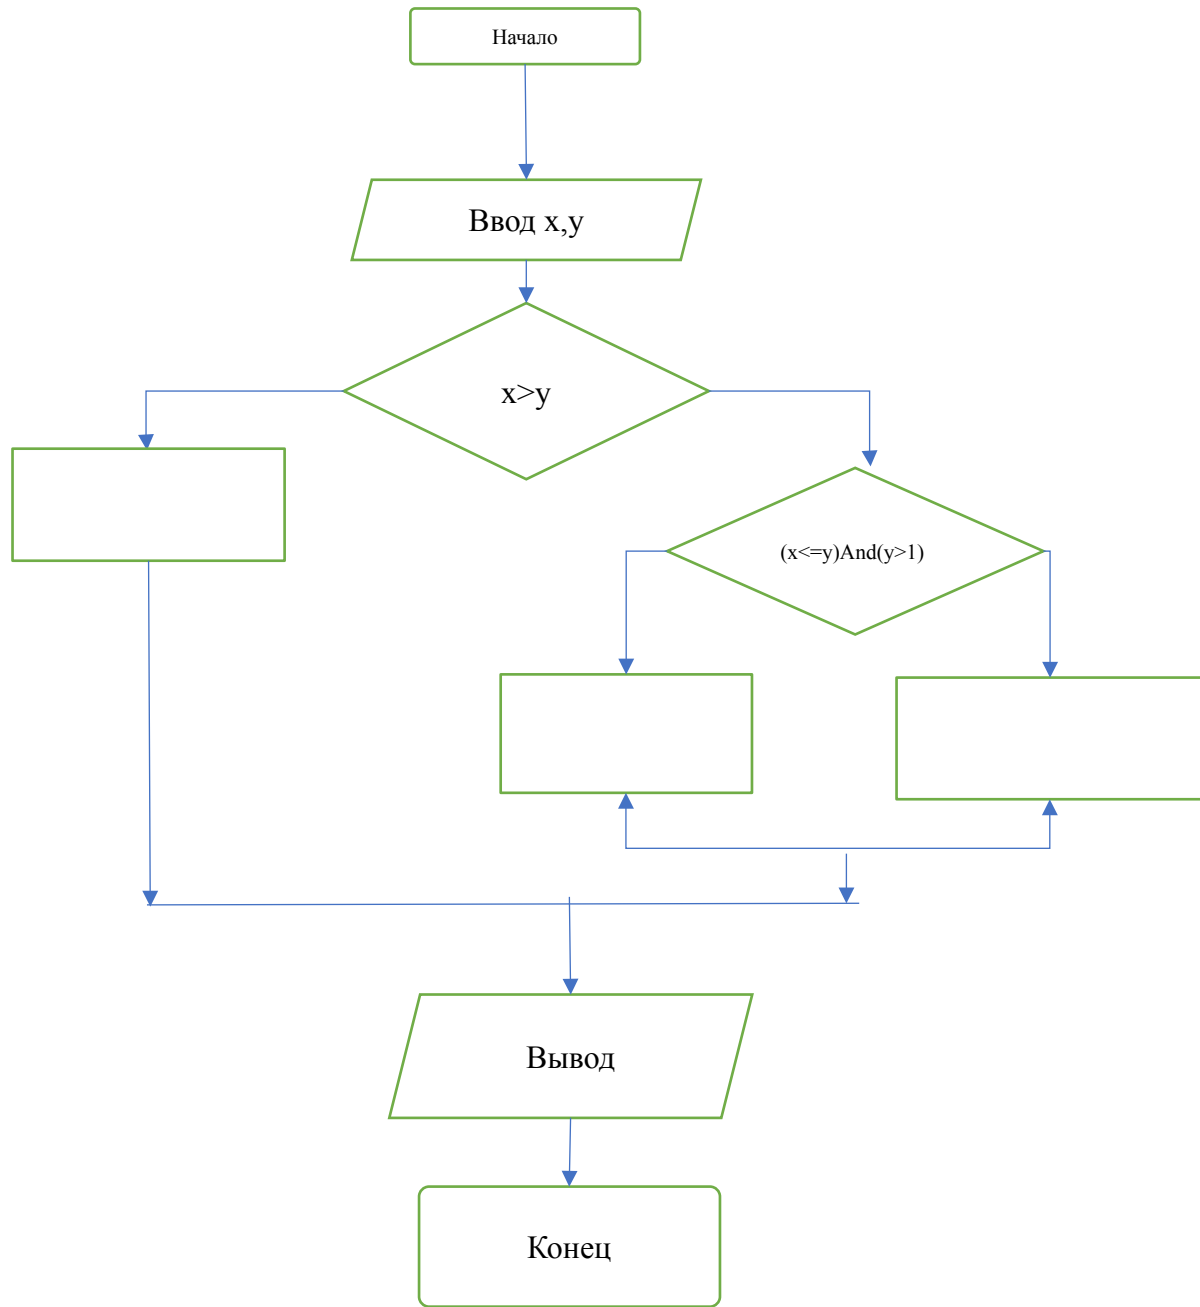 Начало
Ввод x,y
x>y
(x<=y)And(y>1)
Вывод
Конец